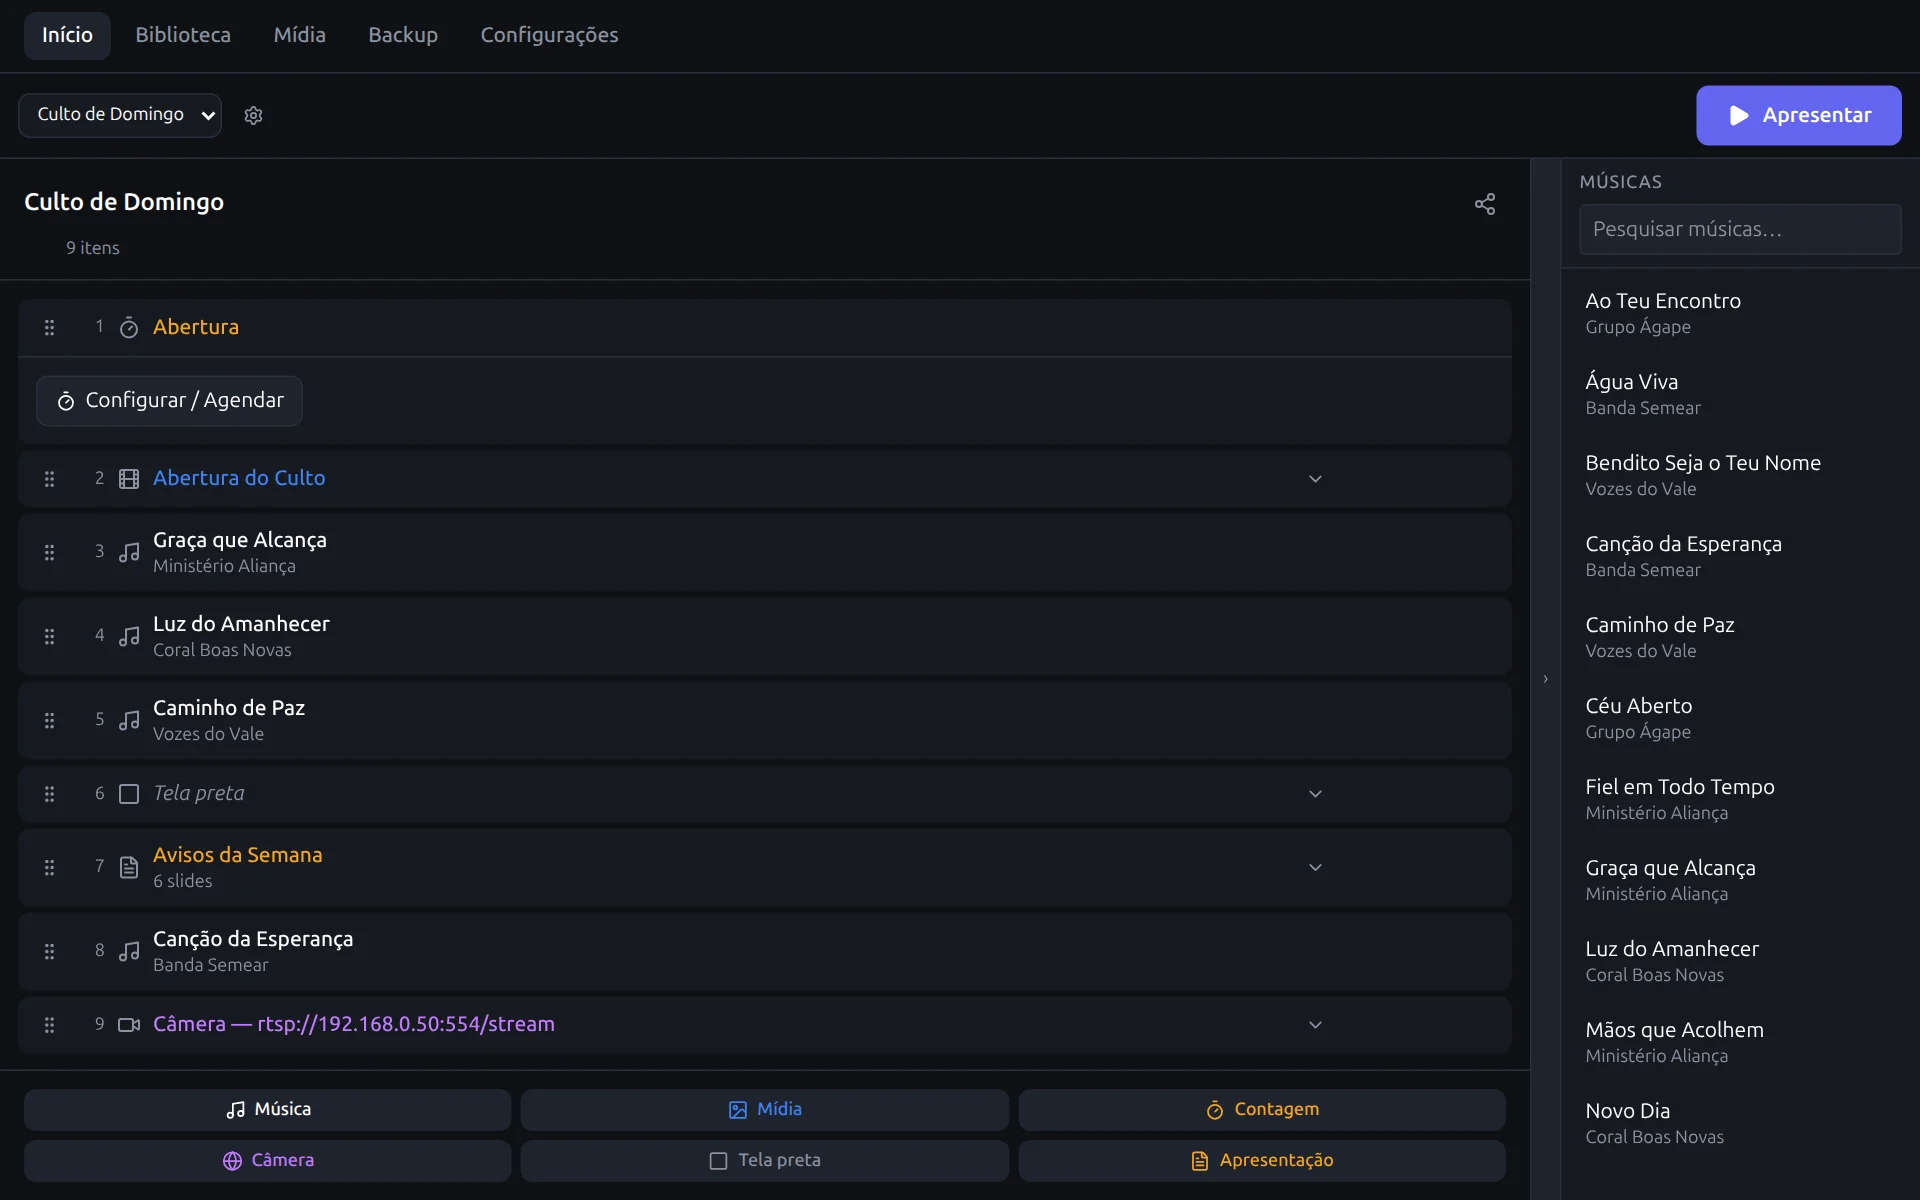 Início
Biblioteca
Mídia
Backup
Configurações
Culto de Domingo
Apresentar
Culto de Domingo
9 itens
1 Abertura
Configurar / Agendar
2 Abertura do Culto
3 Graça que Alcança
Ministério Aliança
4 Luz do Amanhecer
Coral Boas Novas
5 Caminho de Paz
Vozes do Vale
6 Tela preta
7 Avisos da Semana
6 slides
8 Canção da Esperança
Banda Semear
9 Câmera — rtsp://192.168.0.50:554/stream
Música
Mídia
Contagem
Câmera
Tela preta
Apresentação
MÚSICAS
Pesquisar músicas...
Ao Teu Encontro
Grupo Ágape
Água Viva
Banda Semear
Bendito Seja o Teu Nome
Vozes do Vale
Canção da Esperança
Banda Semear
Caminho de Paz
Vozes do Vale
Céu Aberto
Grupo Ágape
Fiel em Todo Tempo
Ministério Aliança
Graça que Alcança
Ministério Aliança
Luz do Amanhecer
Coral Boas Novas
Mãos que Acolhem
Ministério Aliança
Novo Dia
Coral Boas Novas